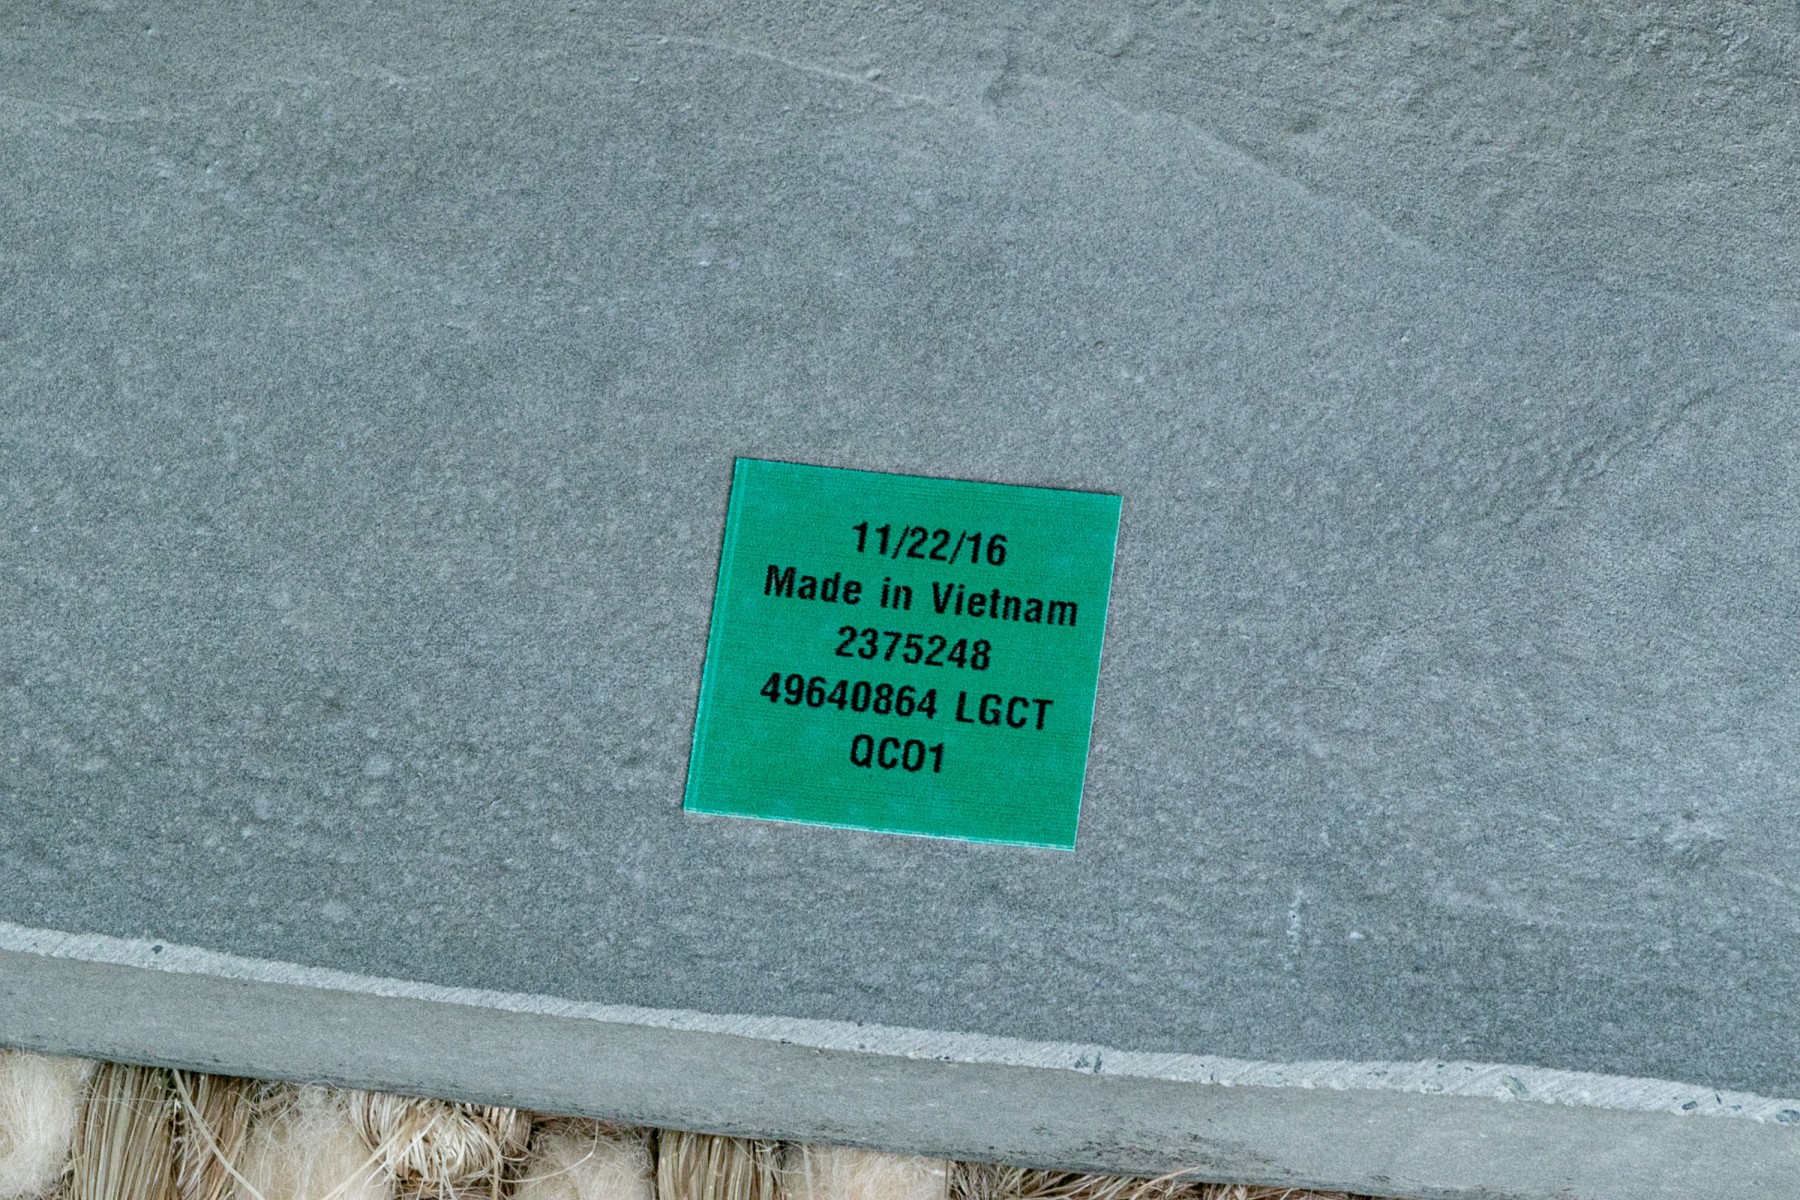 11/22/16
Made in Vietnam
2375248
49640864 LGCT
QC01